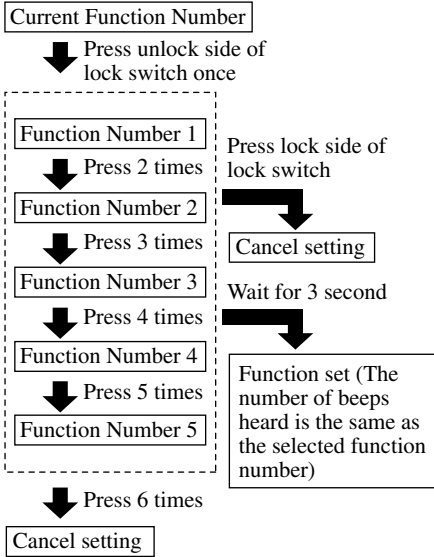 Current Function Number
Press unlock side of
lock switch once
Function Number 1
Press 2 times
Function Number 2
Press 3 times
Function Number 3
Press 4 times
Function Number 4
Press 5 times
Function Number 5
Press 6 times
Cancel setting
Press lock side of
lock switch
Cancel setting
Wait for 3 second
Function set (The
number of beeps
heard is the same as
the selected function
number)